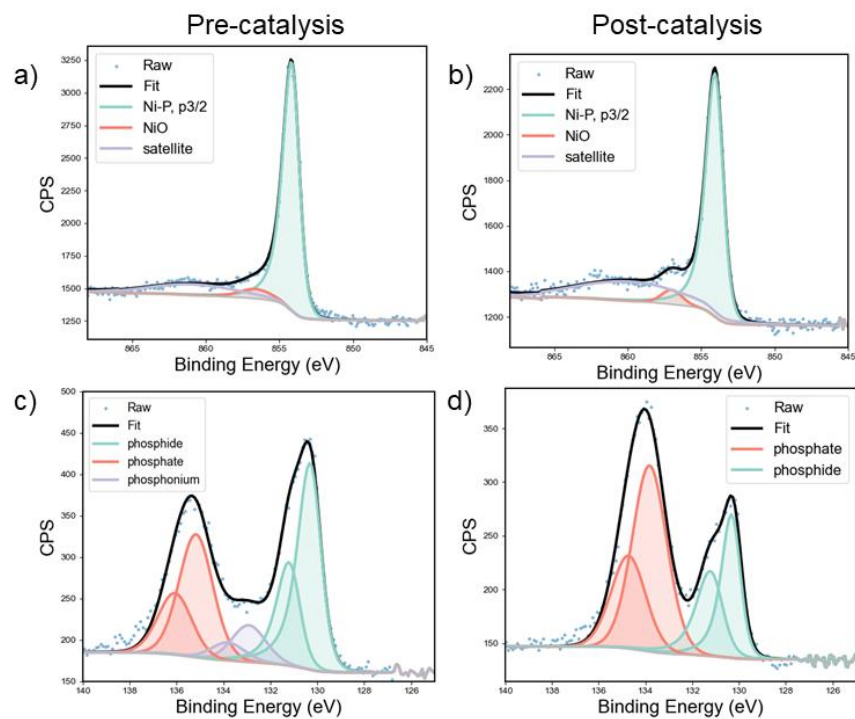 Pre-catalysis
Post-catalysis
a)
Raw
Fit
Ni-P, p3/2
NiO
satellite
CPS
3250
3000
2750
2500
2250
2000
1750
1500
1250
865
860
855
850
845
Binding Energy (eV)
b)
Raw
Fit
Ni-P, p3/2
NiO
satellite
CPS
2200
2000
1800
1600
1400
1200
865
860
855
850
845
Binding Energy (eV)
c)
Raw
Fit
phosphide
phosphate
phosphonium
CPS
500
450
400
350
300
250
200
150
140
138
136
134
132
130
128
126
Binding Energy (eV)
d)
Raw
Fit
phosphate
phosphide
CPS
350
300
250
200
150
140
138
136
134
132
130
128
126
Binding Energy (eV)